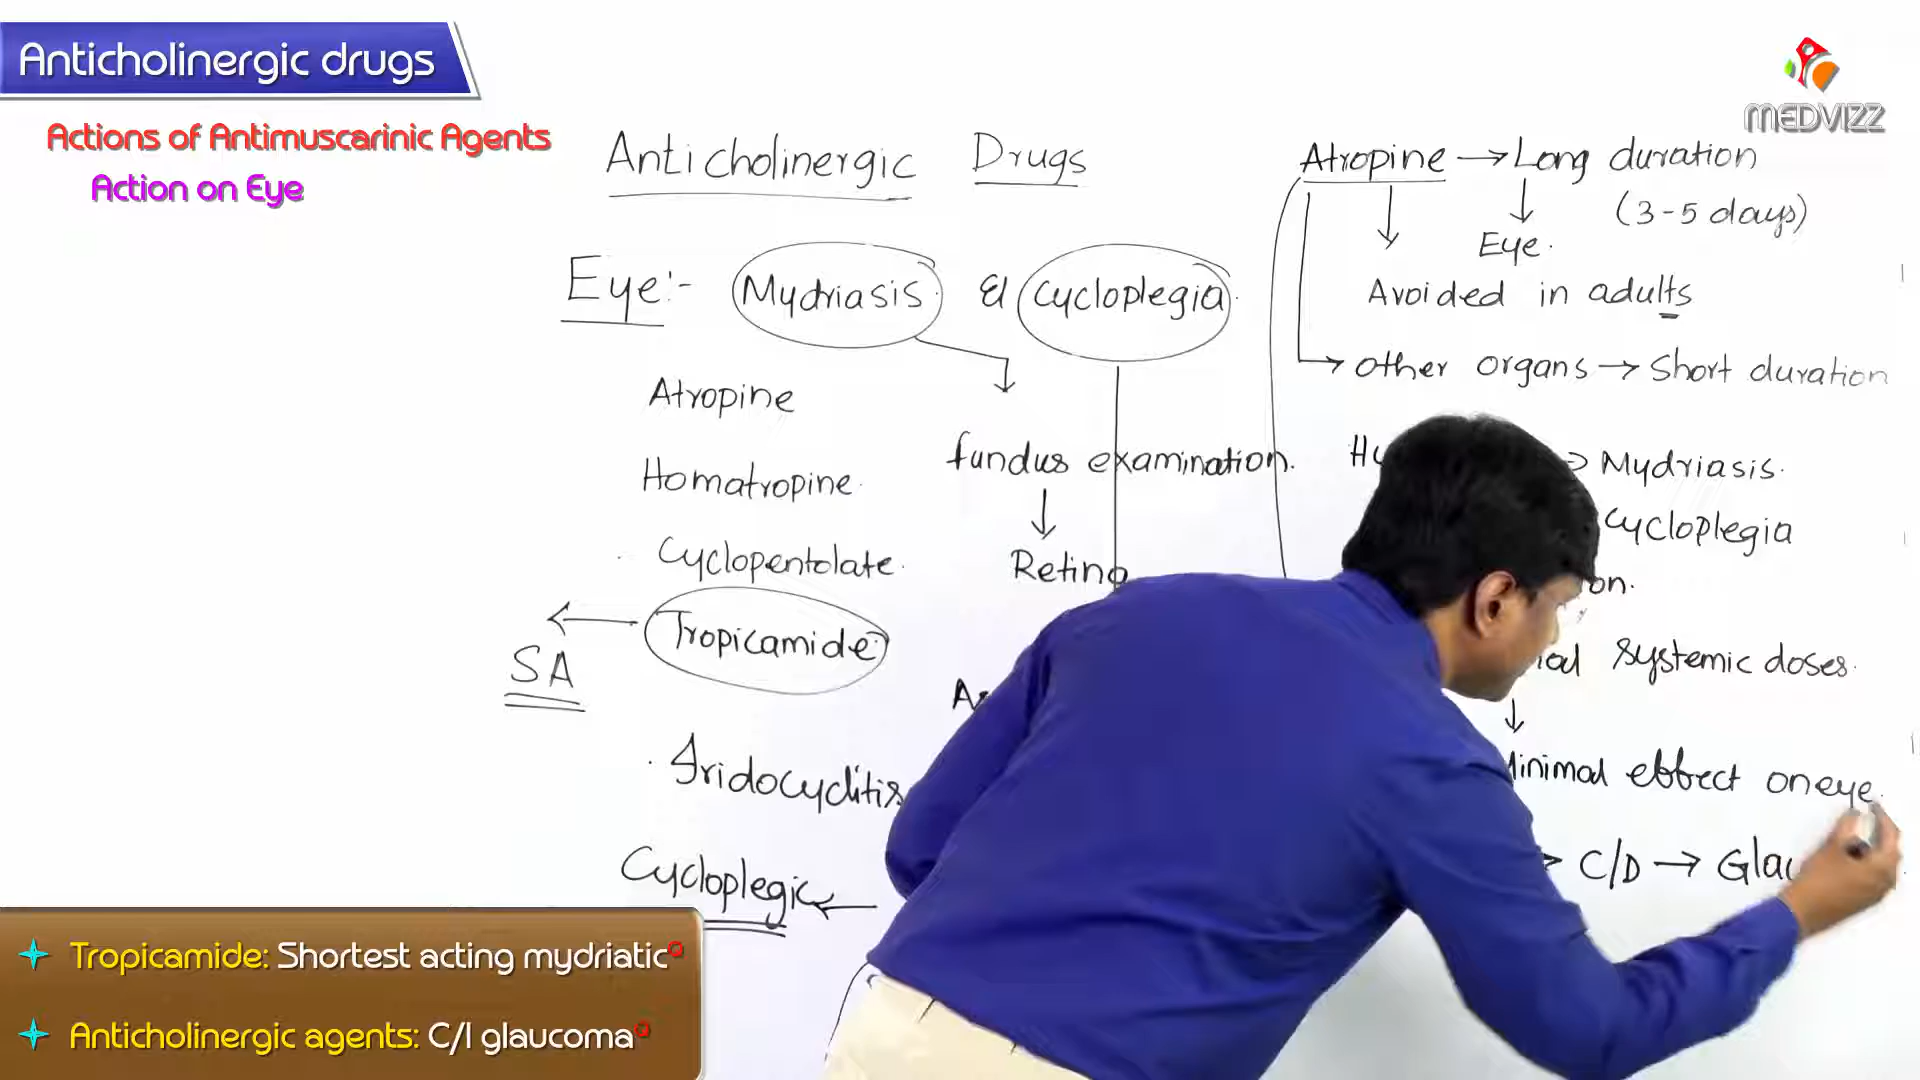 Anticholinergic drugs
Actions of Antimuscarinic Agents
Action on Eye
MEDVIZZ
Anticholinergic Drugs
Eye:- Mydriasis & Cycloplegia
Atropine
Homatropine
Cyclopentolate
Tropicamide
SA
Iridocyclitis
Cycloplegic ←
fundus examination.
↓
Retina
Atropine → Long duration
(3-5 days)
Eye.
Avoided in adults
Other organs → Short duration
Mydriasis.
Cycloplegia
Systemic doses.
↓
Minimal effect on eye.
C/D → Glau
Tropicamide: Shortest acting mydriatic
Anticholinergic agents: C/I glaucoma